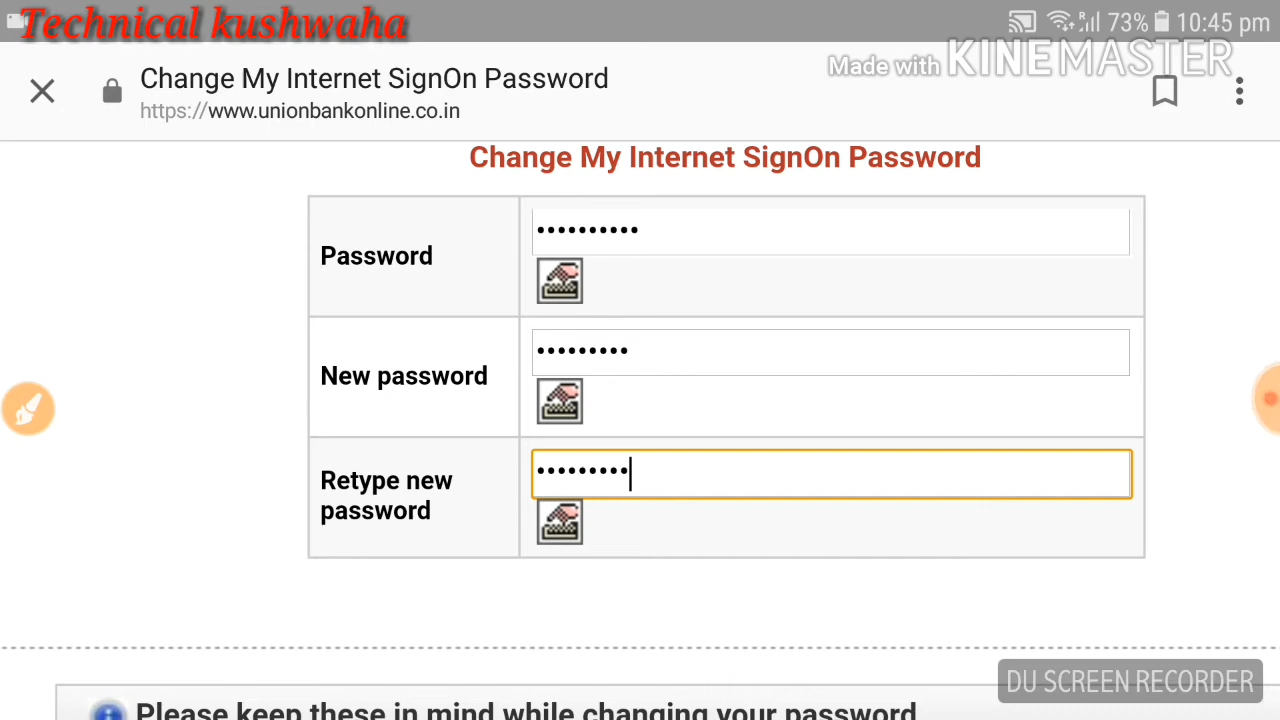 Technical kushwaha
R 73% 10:45 pm
Made with KINEMASTER
Change My Internet SignOn Password
https://www.unionbankonline.co.in
Change My Internet SignOn Password
Password
••••••••••
New password
•••••••••
Retype new
password
•••••••••
DU SCREEN RECORDER
Please keep these in mind while changing your password